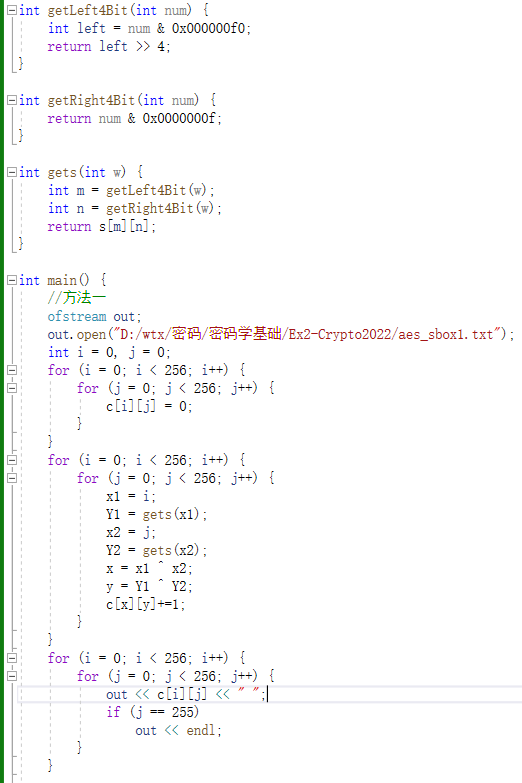 int getLeft4Bit(int num) {
    int left = num & 0x000000f0;
    return left >> 4;
}
int getRight4Bit(int num) {
    return num & 0x0000000f;
}
int gets(int w) {
    int m = getLeft4Bit(w);
    int n = getRight4Bit(w);
    return s[m][n];
}
int main() {
    //方法一
    ofstream out;
    out.open("D:/wtx/密码/密码学基础/Ex2-Crypto2022/aes_sbox1.txt");
    int i = 0, j = 0;
    for (i = 0; i < 256; i++) {
        for (j = 0; j < 256; j++) {
            c[i][j] = 0;
        }
    }
    for (i = 0; i < 256; i++) {
        for (j = 0; j < 256; j++) {
            x1 = i;
            Y1 = gets(x1);
            x2 = j;
            Y2 = gets(x2);
            x = x1 ^ x2;
            y = Y1 ^ Y2;
            c[x][y]+=1;
        }
    }
    for (i = 0; i < 256; i++) {
        for (j = 0; j < 256; j++) {
            out << c[i][j] << " ";
            if (j == 255)
                out << endl;
        }
    }